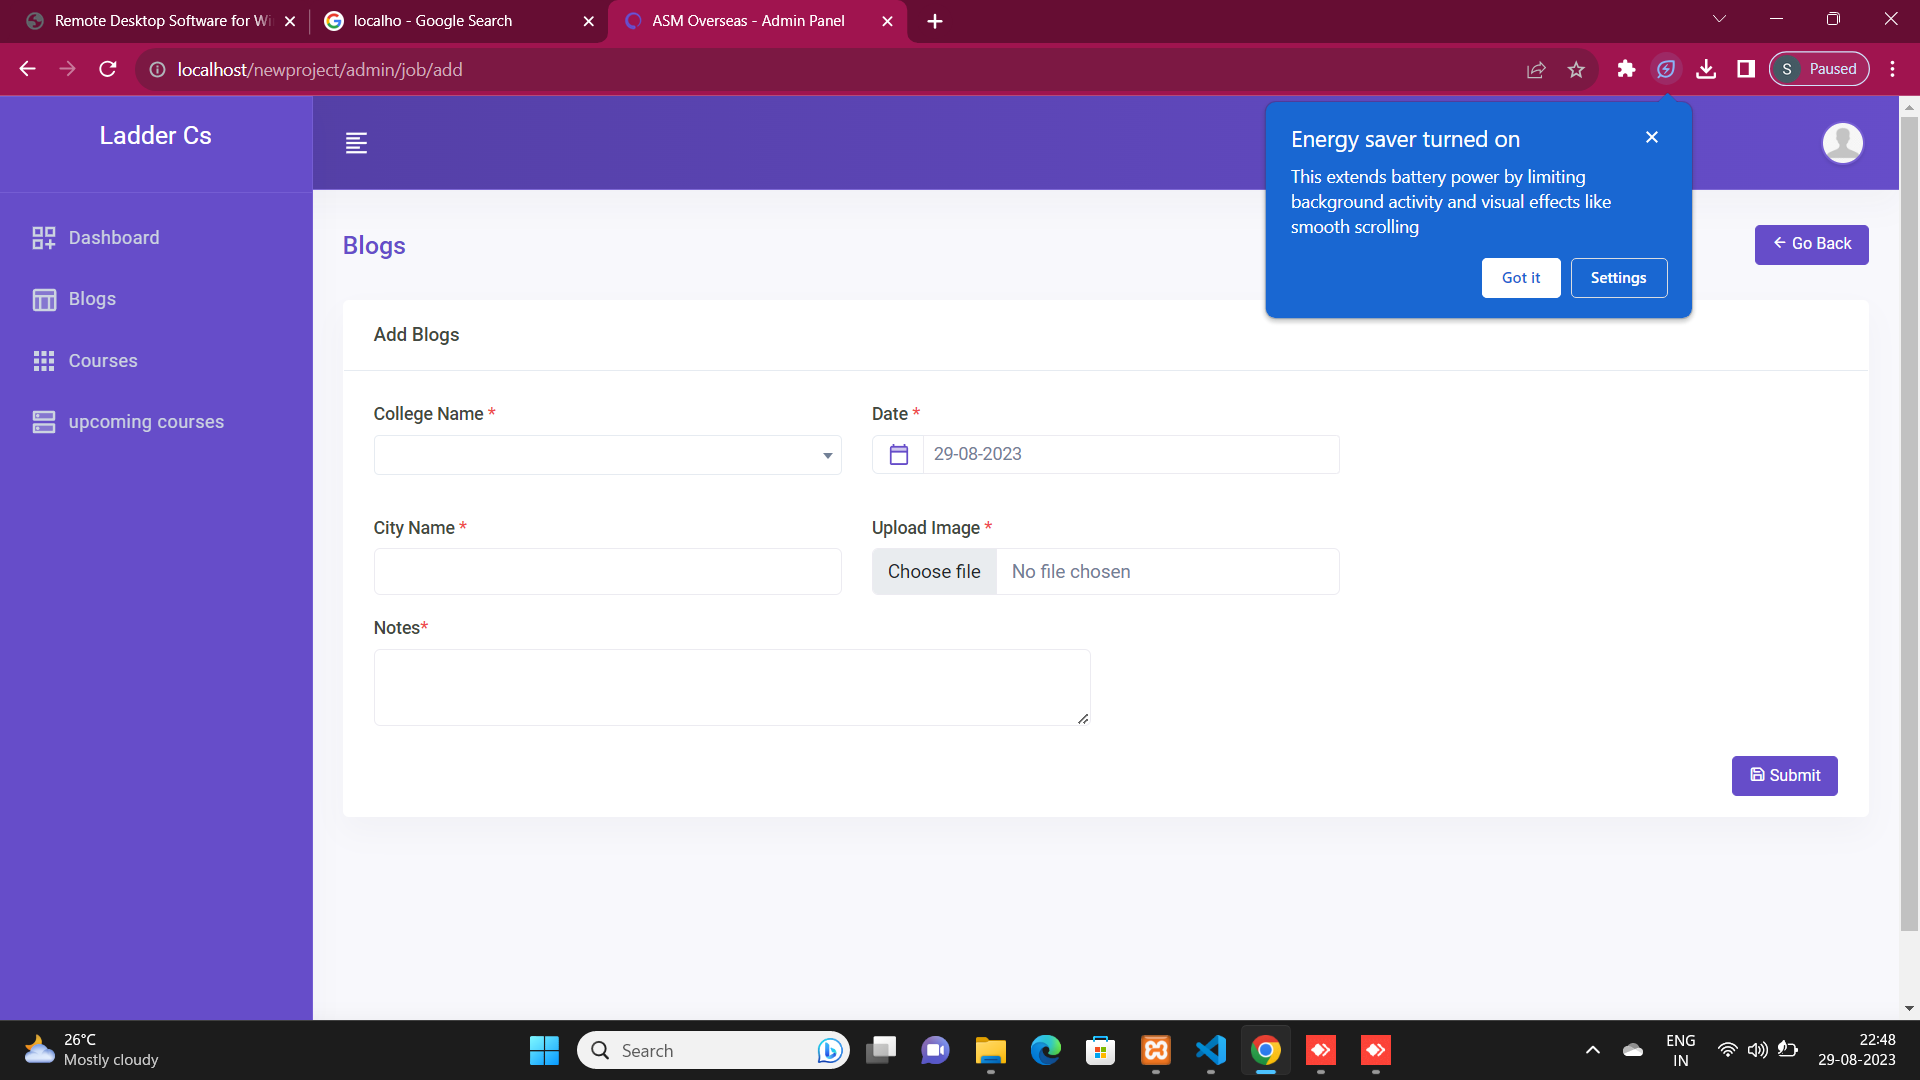 Remote Desktop Software for Wi
localho - Google Search
ASM Overseas - Admin Panel
localhost/newproject/admin/job/add
S Paused
Ladder Cs
Energy saver turned on
This extends battery power by limiting
background activity and visual effects like
smooth scrolling
Got it
Settings
Dashboard
Blogs
Courses
upcoming courses
Blogs
Go Back
Add Blogs
College Name *
Date *
29-08-2023
City Name *
Upload Image *
Choose file
No file chosen
Notes*
Submit
26°C
Mostly cloudy
Search
ENG
IN
22:48
29-08-2023